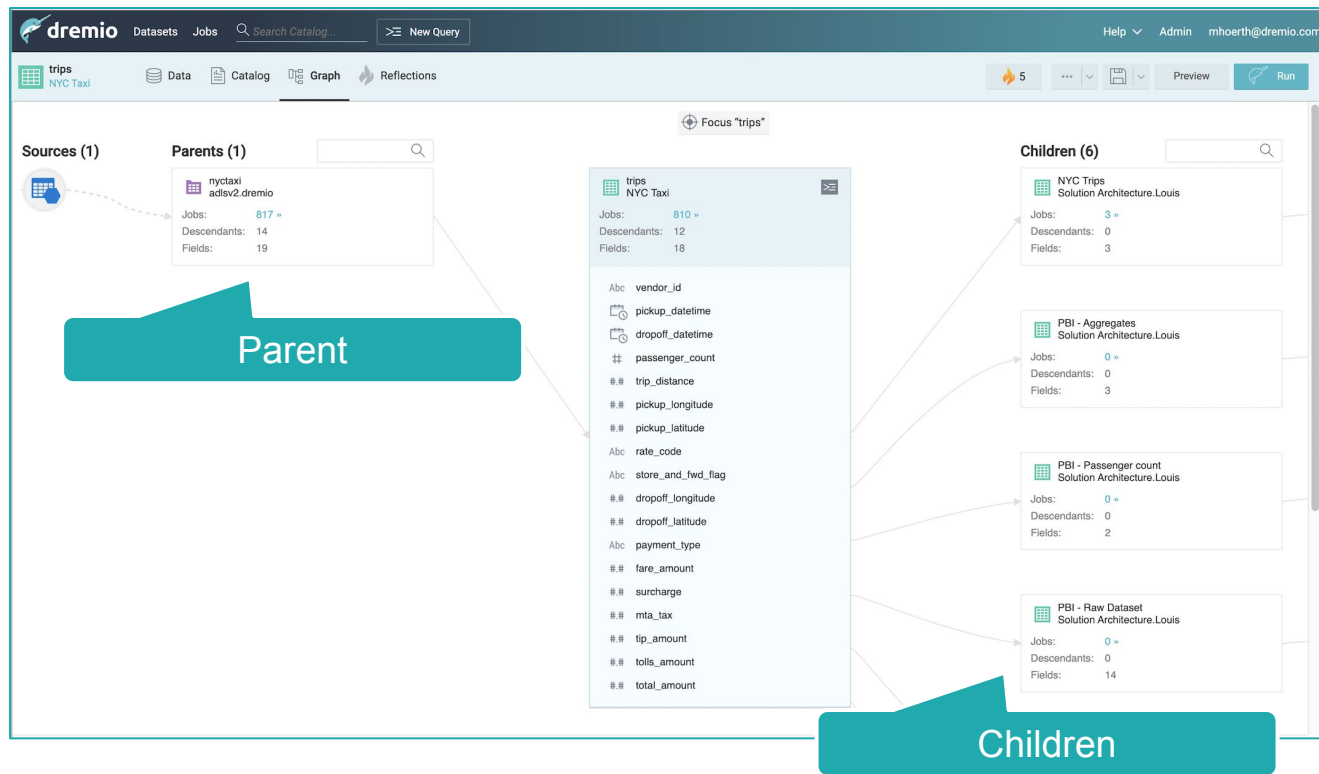 dremio Datasets Jobs Search Catalog... New Query Help Admin mhoerth@dremio.com
trips
NYC Taxi
Data Catalog Graph Reflections 5 ... Preview Run
Focus "trips"
Sources (1)
Parents (1)
nyctaxi
adlsv2.dremio
Jobs: 817 »
Descendants: 14
Fields: 19
Parent
trips
NYC Taxi
Jobs: 810 »
Descendants: 12
Fields: 18
Abc vendor_id
pickup_datetime
dropoff_datetime
# passenger_count
#.# trip_distance
#.# pickup_longitude
#.# pickup_latitude
Abc rate_code
Abc store_and_fwd_flag
#.# dropoff_longitude
#.# dropoff_latitude
Abc payment_type
#.# fare_amount
#.# surcharge
#.# mta_tax
#.# tip_amount
#.# tolls_amount
#.# total_amount
Children (6)
NYC Trips
Solution Architecture.Louis
Jobs: 3 »
Descendants: 0
Fields: 3
PBI - Aggregates
Solution Architecture.Louis
Jobs: 0 »
Descendants: 0
Fields: 3
PBI - Passenger count
Solution Architecture.Louis
Jobs: 0 »
Descendants: 0
Fields: 2
PBI - Raw Dataset
Solution Architecture.Louis
Jobs: 0 »
Descendants: 0
Fields: 14
Children